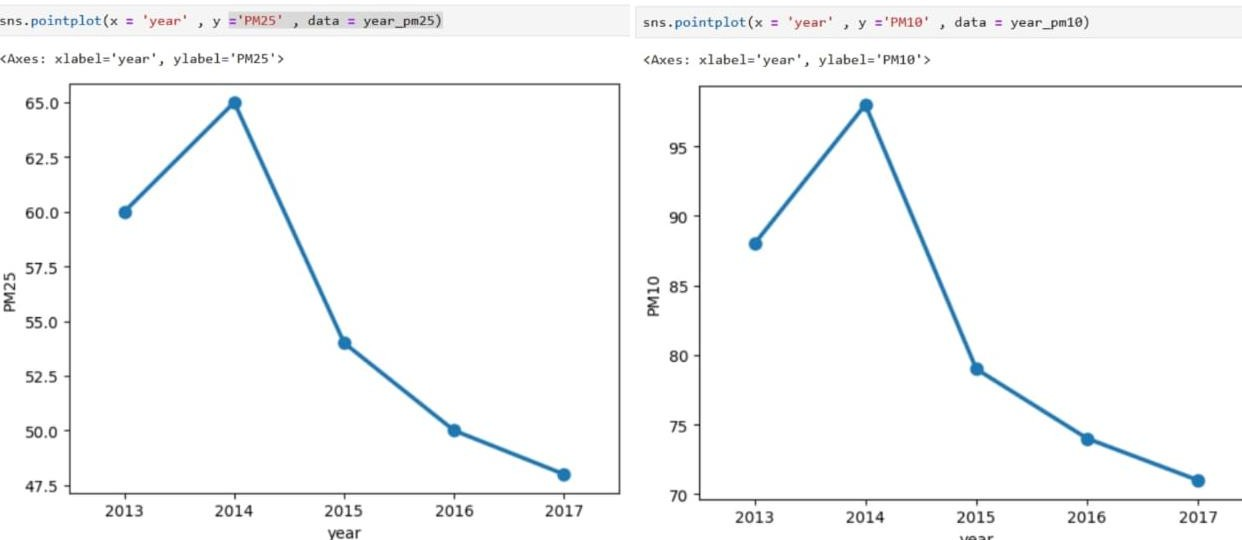 sns.pointplot(x = 'year' , y ='PM25' , data = year_pm25)
<Axes: xlabel='year', ylabel='PM25'>
65.0
62.5
60.0
57.5
55.0
52.5
50.0
47.5
PM25
2013 2014 2015 2016 2017
year
sns.pointplot(x = 'year' , y ='PM10' , data = year_pm10)
<Axes: xlabel='year', ylabel='PM10'>
95
90
85
80
75
70
PM10
2013 2014 2015 2016 2017
year